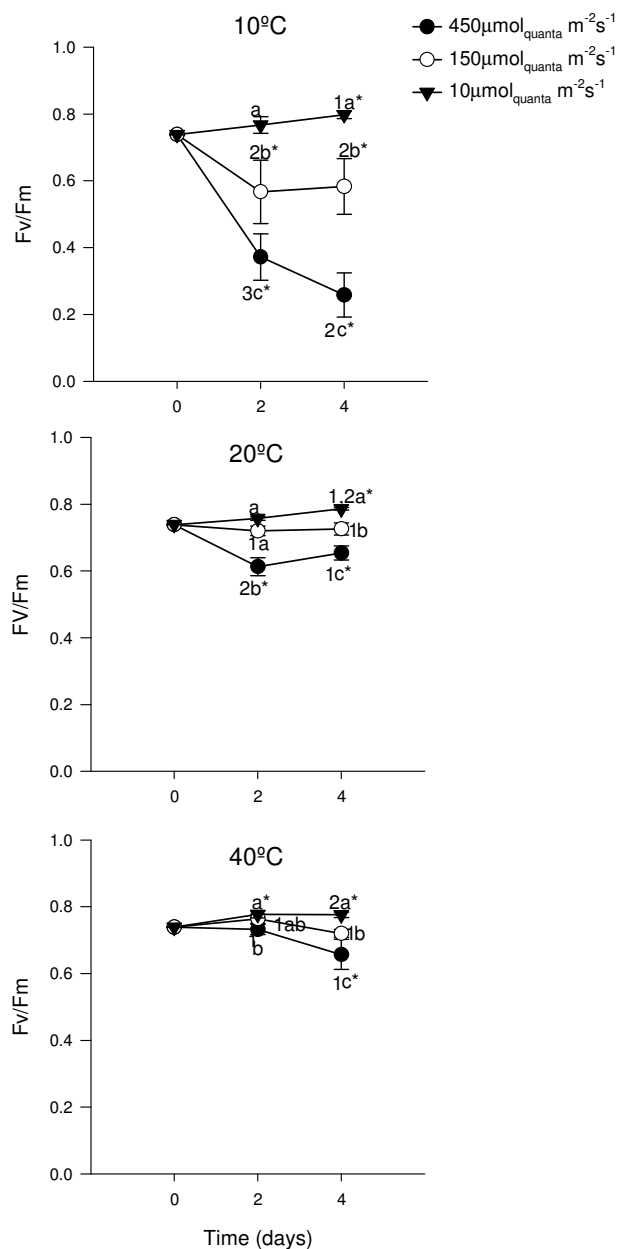 10ºC
450μmolquanta m-2s-1
150μmolquanta m-2s-1
10μmolquanta m-2s-1
1.0
0.8
0.6
0.4
0.2
0.0
Fv/Fm
a
1a*
2b*
2b*
3c*
2c*
0
2
4
20ºC
1.0
0.8
0.6
0.4
0.2
0.0
FV/Fm
a
1,2a*
1a
1b
2b*
1c*
0
2
4
40ºC
1.0
0.8
0.6
0.4
0.2
0.0
Fv/Fm
a*
2a*
1ab
1b
b
1c*
0
2
4
Time (days)